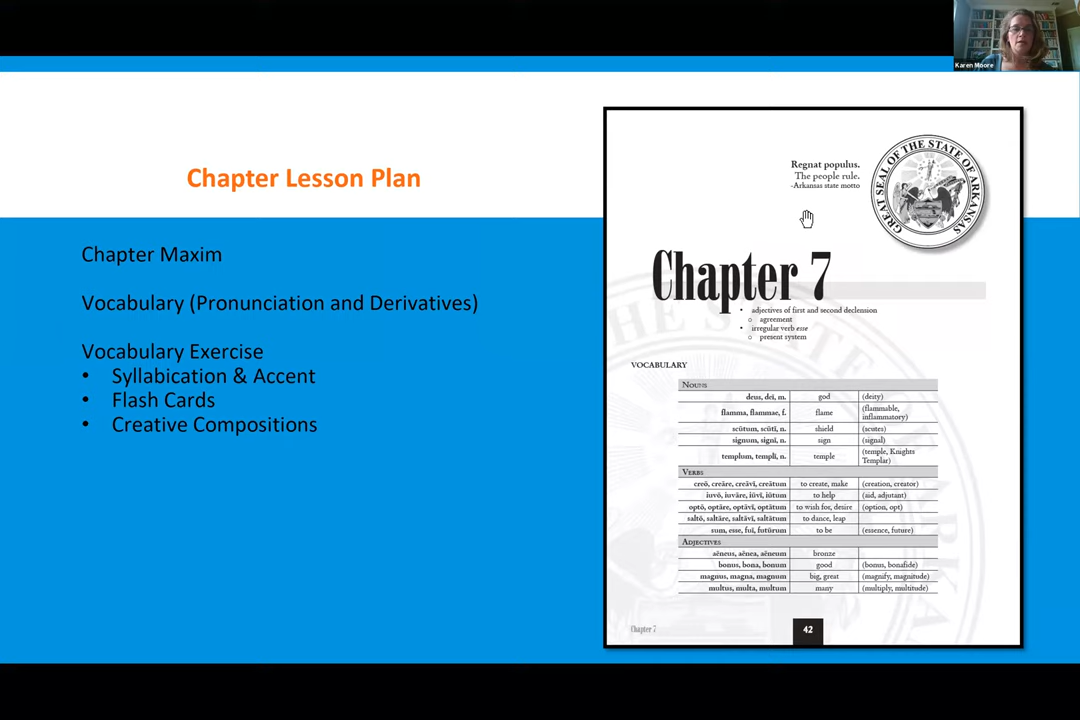 Karen Moore
Chapter Lesson Plan
Chapter Maxim
Vocabulary (Pronunciation and Derivatives)
Vocabulary Exercise
• Syllabication & Accent
• Flash Cards
• Creative Compositions
Regnat populus.
The people rule.
-Arkansas state motto
GREAT SEAL OF THE STATE OF ARKANSAS
Chapter 7
• adjectives of first and second declension
o agreement
• irregular verb esse
o present system
VOCABULARY
NOUNS
deus, deī, m. god (deity)
flamma, flammae, f. flame (flammable,
inflammatory)
scūtum, scūtī, n. shield (scutes)
signum, signī, n. sign (signal)
templum, templī, n. temple (temple, Knights
Templar)
VERBS
creō, creāre, creāvī, creātum to create, make (creation, creator)
iuvō, iuvāre, iūvī, iūtum to help (aid, adjutant)
optō, optāre, optāvī, optātum to wish for, desire (option, opt)
saltō, saltāre, saltāvī, saltātum to dance, leap
sum, esse, fuī, futūrum to be (essence, future)
ADJECTIVES
aēneus, aēnea, aēneum bronze
bonus, bona, bonum good (bonus, bonafide)
magnus, magna, magnum big, great (magnify, magnitude)
multus, multa, multum many (multiply, multitude)
Chapter 7
42